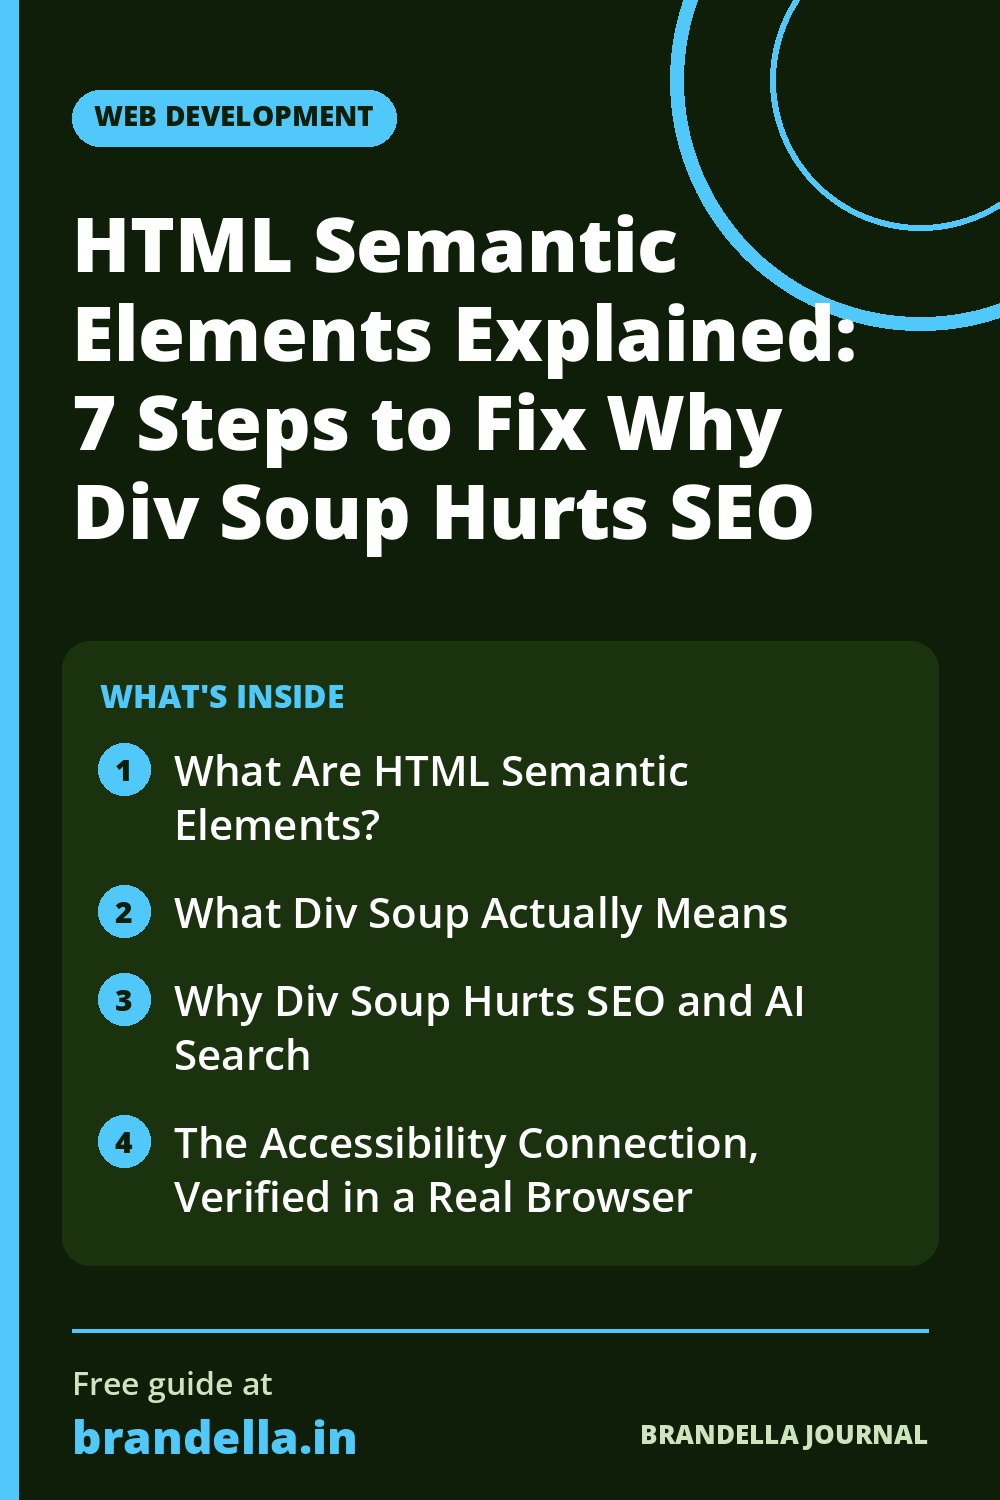 WEB DEVELOPMENT
HTML Semantic
Elements Explained:
7 Steps to Fix Why
Div Soup Hurts SEO
WHAT'S INSIDE
1 What Are HTML Semantic
Elements?
2 What Div Soup Actually Means
3 Why Div Soup Hurts SEO and AI
Search
4 The Accessibility Connection,
Verified in a Real Browser
Free guide at
brandella.in
BRANDELLA JOURNAL